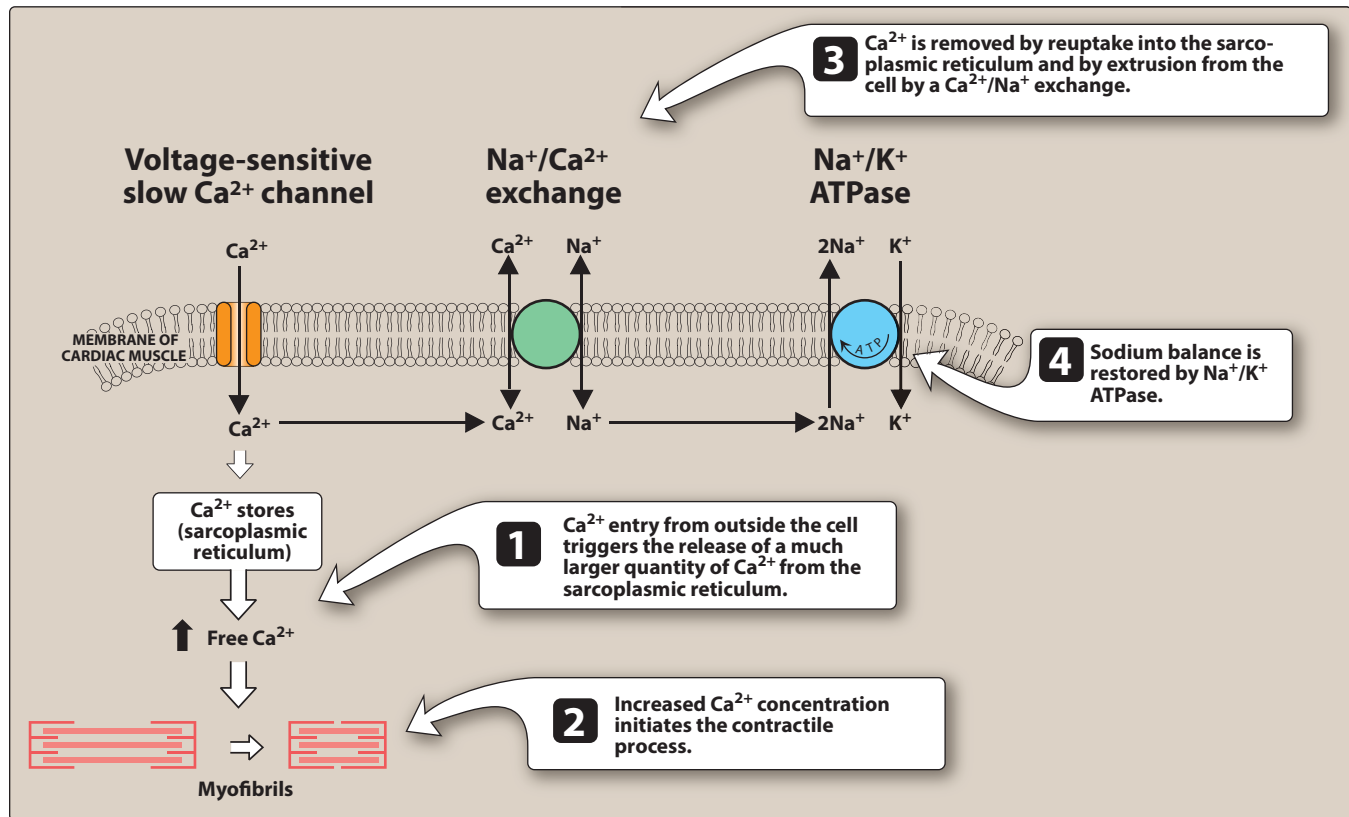 3
Ca²⁺ is removed by reuptake into the sarco-
plasmic reticulum and by extrusion from the
cell by a Ca²⁺/Na⁺ exchange.
Voltage-sensitive
slow Ca²⁺ channel
Na⁺/Ca²⁺
exchange
Na⁺/K⁺
ATPase
Ca²⁺
Ca²⁺
Na⁺
2Na⁺
K⁺
MEMBRANE OF
CARDIAC MUSCLE
ATP
4
Sodium balance is
restored by Na⁺/K⁺
ATPase.
Ca²⁺
Ca²⁺
Na⁺
2Na⁺
K⁺
Ca²⁺ stores
(sarcoplasmic
reticulum)
1
Ca²⁺ entry from outside the cell
triggers the release of a much
larger quantity of Ca²⁺ from the
sarcoplasmic reticulum.
Free Ca²⁺
2
Increased Ca²⁺ concentration
initiates the contractile
process.
Myofibrils